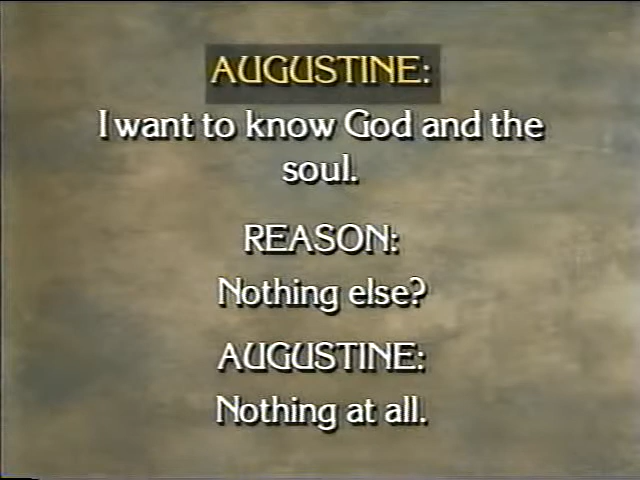 AUGUSTINE:
I want to know God and the
soul.
REASON:
Nothing else?
AUGUSTINE:
Nothing at all.